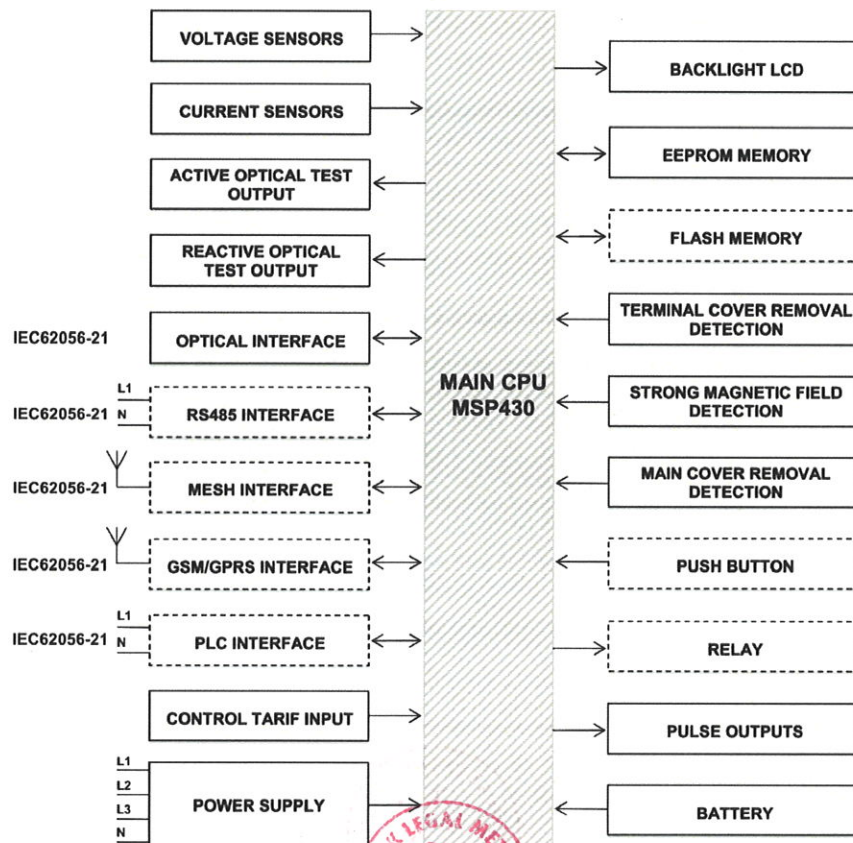 VOLTAGE SENSORS
CURRENT SENSORS
ACTIVE OPTICAL TEST
OUTPUT
REACTIVE OPTICAL
TEST OUTPUT
IEC62056-21
OPTICAL INTERFACE
L1
IEC62056-21
N
RS485 INTERFACE
IEC62056-21
MESH INTERFACE
IEC62056-21
GSM/GPRS INTERFACE
L1
IEC62056-21
N
PLC INTERFACE
CONTROL TARIF INPUT
L1
L2
L3
N
POWER SUPPLY
MAIN CPU
MSP430
BACKLIGHT LCD
EEPROM MEMORY
FLASH MEMORY
TERMINAL COVER REMOVAL
DETECTION
STRONG MAGNETIC FIELD
DETECTION
MAIN COVER REMOVAL
DETECTION
PUSH BUTTON
RELAY
PULSE OUTPUTS
BATTERY
LEGAL